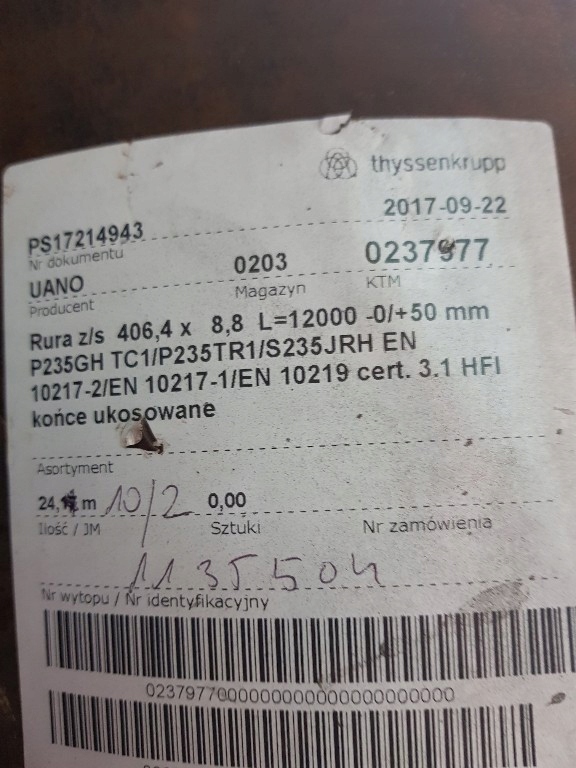 thyssenkrupp
2017-09-22
PS17214943
Nr dokumentu
UANO 0203 0237977
Producent Magazyn KTM
Rura z/s 406,4 x 8,8 L=12000 -0/+50 mm
P235GH TC1/P235TR1/S235JRH EN
10217-2/EN 10217-1/EN 10219 cert. 3.1 HFI
końce ukosowane
Asortyment
m 10/2 0,00
Ilość / JM Sztuki Nr zamówienia
1135504
Nr wytopu / Nr identyfikacyjny